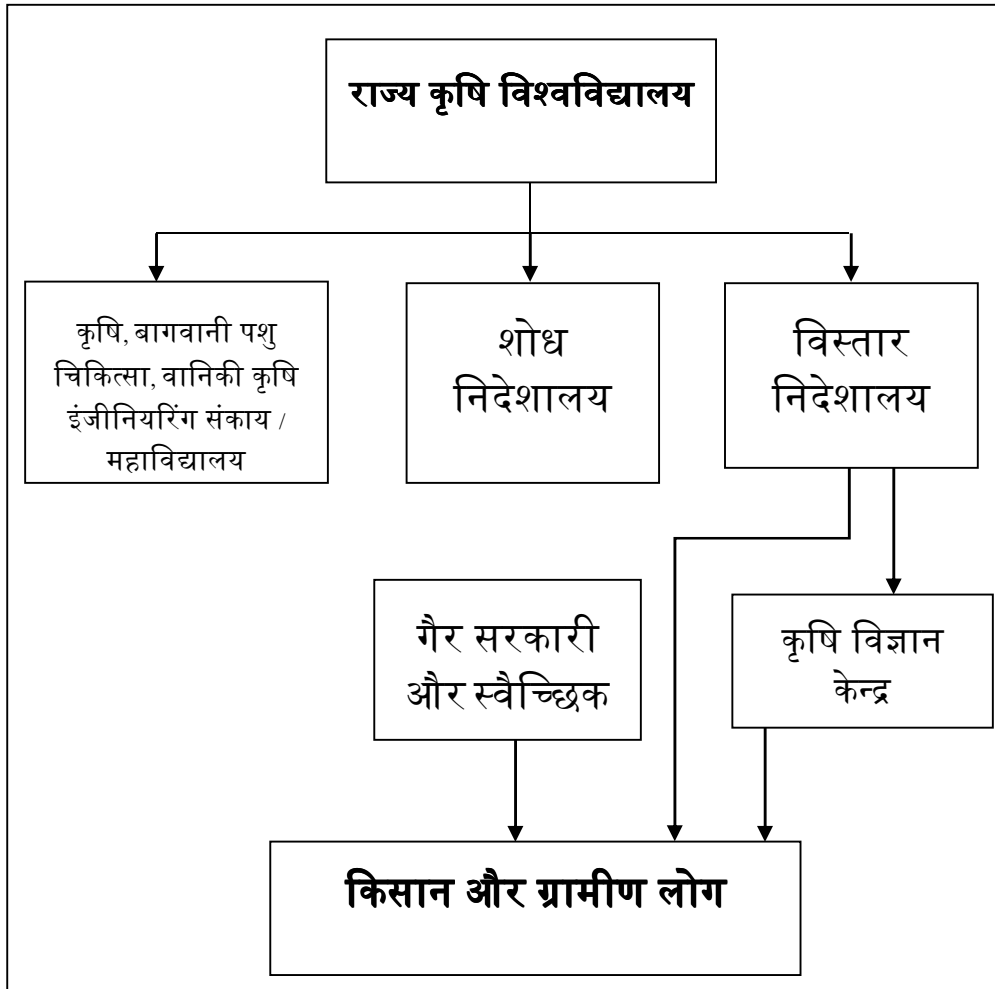 राज्य कृषि विश्वविद्यालय
कृषि, बागवानी पशु
चिकित्सा, वानिकी कृषि
इंजीनियरिंग संकाय /
महाविद्यालय
शोध
निदेशालय
विस्तार
निदेशालय
गैर सरकारी
और स्वैच्छिक
कृषि विज्ञान
केन्द्र
किसान और ग्रामीण लोग